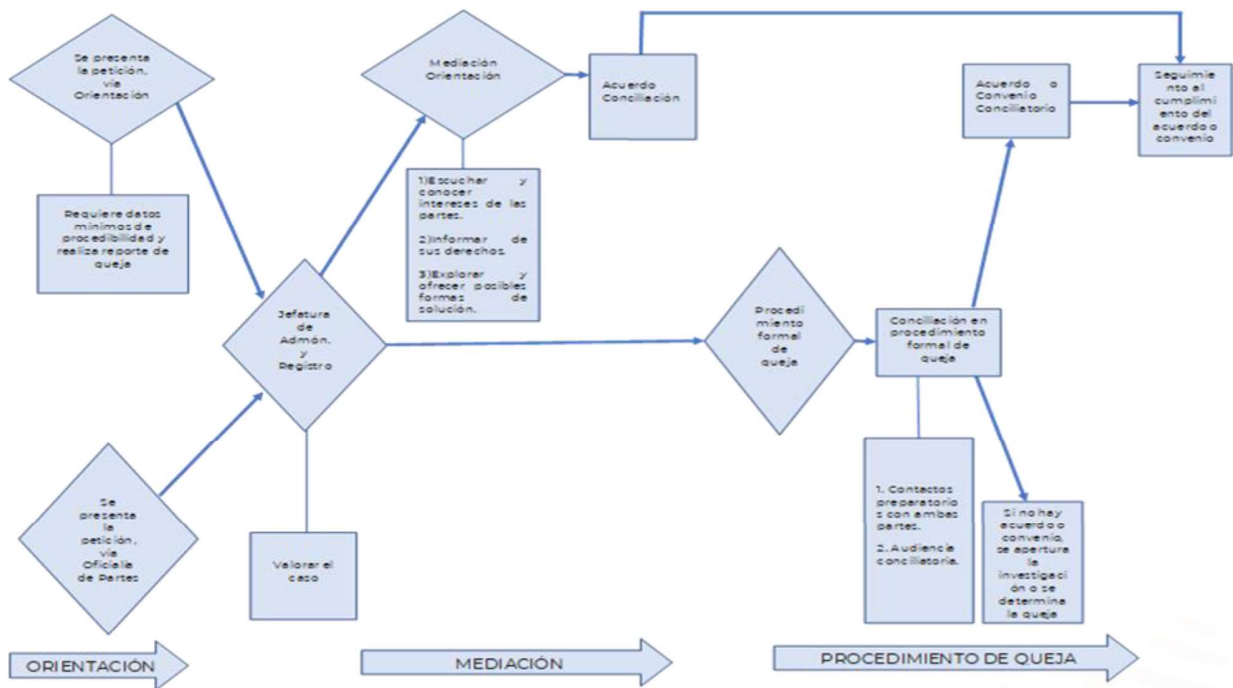 Se presenta
la petición,
vía
Orientación
Requiere datos
mínimos de
procedibilidad y
realiza reporte de
queja
Se
presenta
la
petición,
vía
Oficialía
de Partes
Jefatura
de
Admón.
y
Registro
Valorar el
caso
Mediación
Orientación
1)Escuchar y
conocer
intereses de las
partes.
2)Informar de
sus derechos.
3)Explorar y
ofrecer posibles
formas de
solución.
Acuerdo
Conciliación
Procedi
miento
formal
de
queja
Conciliación en
procedimiento
formal de
queja
1. Contactos
preparatorio
s con ambas
partes.
2. Audiencia
conciliatoria.
Acuerdo o
Convenio
Conciliatorio
Seguimie
nto al
cumplimi
ento del
acuerdo o
convenio
Si no hay
acuerdo o
convenio,
se apertura
la
investigaci
ón o se
determina
la queja
ORIENTACIÓN
MEDIACIÓN
PROCEDIMIENTO DE QUEJA